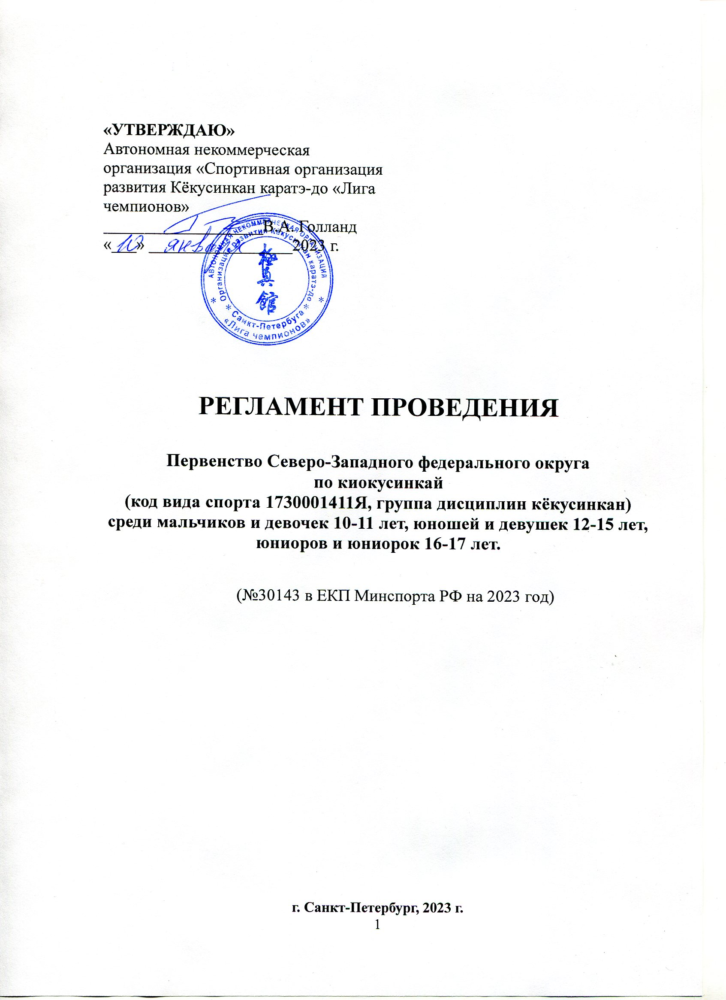 «УТВЕРЖДАЮ»
Автономная некоммерческая
организация «Спортивная организация
развития Кёкусинкан каратэ-до «Лига
чемпионов»
____________________В.А. Голланд
«10» января 2023 г.
АВТОНОМНАЯ НЕКОММЕРЧЕСКАЯ ОРГАНИЗАЦИЯ
Организация развития Кёкусинкан каратэ-до
極真館
Санкт-Петербуга
«Лига чемпионов»
РЕГЛАМЕНТ ПРОВЕДЕНИЯ
Первенство Северо-Западного федерального округа
по киокусинкай
(код вида спорта 1730001411Я, группа дисциплин кёкусинкан)
среди мальчиков и девочек 10-11 лет, юношей и девушек 12-15 лет,
юниоров и юниорок 16-17 лет.
(№30143 в ЕКП Минспорта РФ на 2023 год)
г. Санкт-Петербург, 2023 г.
1